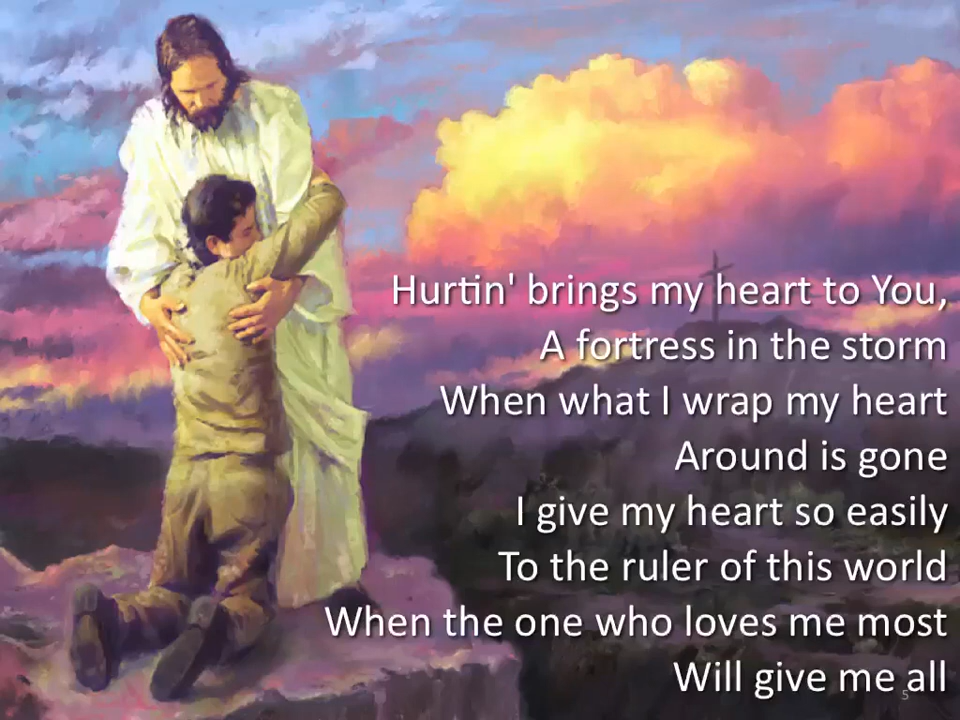 Hurtin' brings my heart to You,
A fortress in the storm
When what I wrap my heart
Around is gone
I give my heart so easily
To the ruler of this world
When the one who loves me most
Will give me all
5